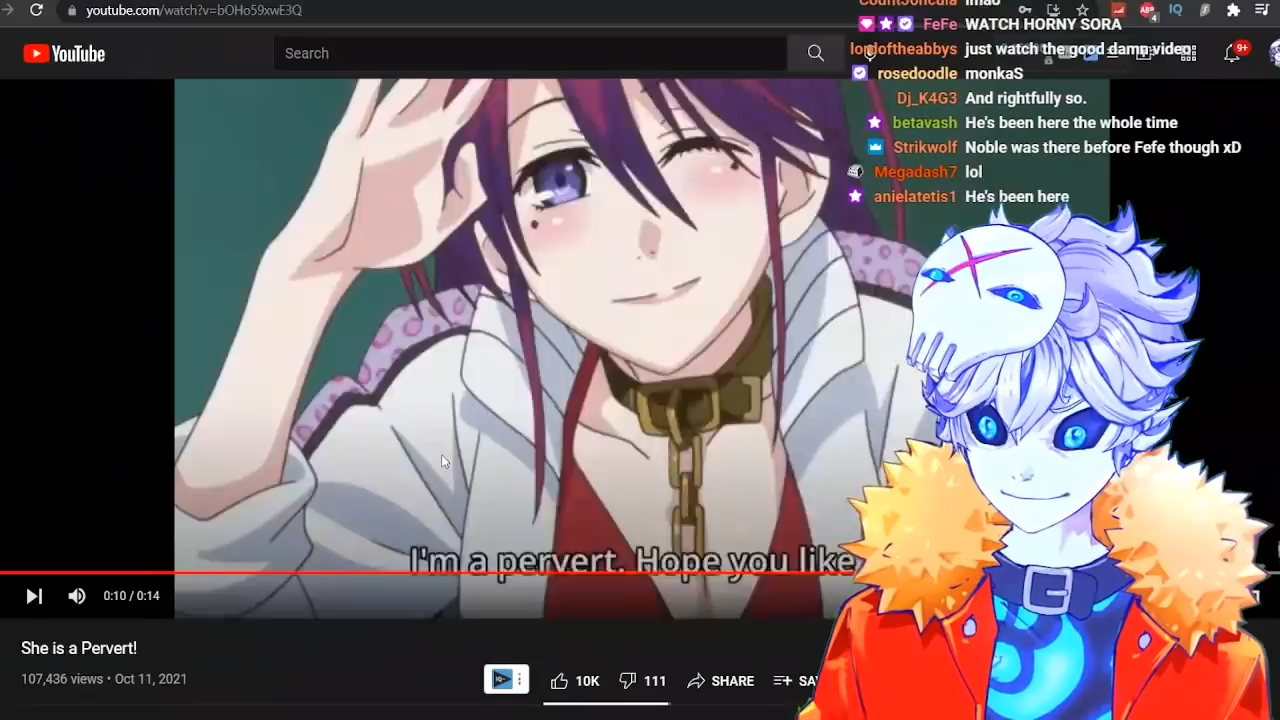 youtube.com/watch?v=bOHo59xwE3Q
CountJoncula lmao
FeFe WATCH HORNY SORA
YouTube
Search
lordoftheabbys just watch the good damn video
9+
rosedoodle monkaS
Dj_K4G3 And rightfully so.
betavash He's been here the whole time
Strikwolf Noble was there before Fefe though xD
Megadash7 lol
anielatetis1 He's been here
I'm a pervert. Hope you like
0:10 / 0:14
She is a Pervert!
107,436 views • Oct 11, 2021
10K
111
SHARE